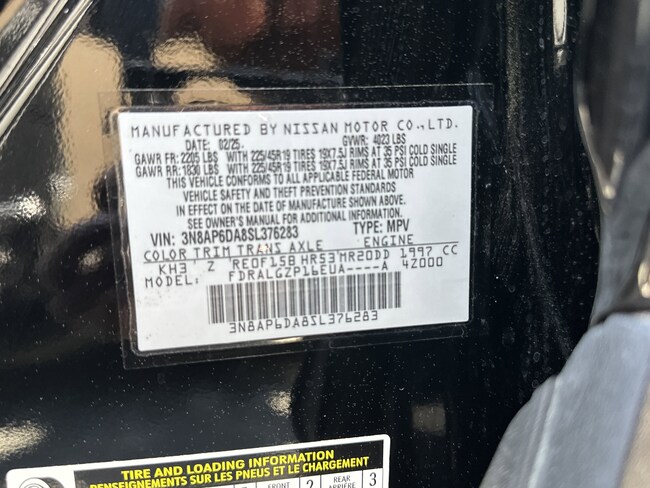 MANUFACTURED BY NISSAN MOTOR CO.,LTD.
DATE: 02/25. GVWR: 4023 LBS
GAWR FR: 2205 LBS WITH 225/45R19 TIRES 19X7.5J RIMS AT 35 PSI COLD SINGLE
GAWR RR: 1830 LBS WITH 225/45R19 TIRES 19X7.5J RIMS AT 35 PSI COLD SINGLE
THIS VEHICLE CONFORMS TO ALL APPLICABLE FEDERAL MOTOR
VEHICLE SAFETY AND THEFT PREVENTION STANDARDS
IN EFFECT ON THE DATE OF MANUFACTURE SHOWN ABOVE.
SEE OWNER'S MANUAL FOR ADDITIONAL INFORMATION.
VIN: 3N8AP6DA8SL376283 TYPE: MPV
COLOR TRIM TRANS AXLE ENGINE
KH3 Z RE0F15B HR53 MR20DD 1997 CC
MODEL: FDRALGZP16EUA----A 4Z000
3N8AP6DA8SL376283
TIRE AND LOADING INFORMATION
RENSEIGNEMENTS SUR LES PNEUS ET LE CHARGEMENT
FRONT 2 REAR 3
ARRIÈRE